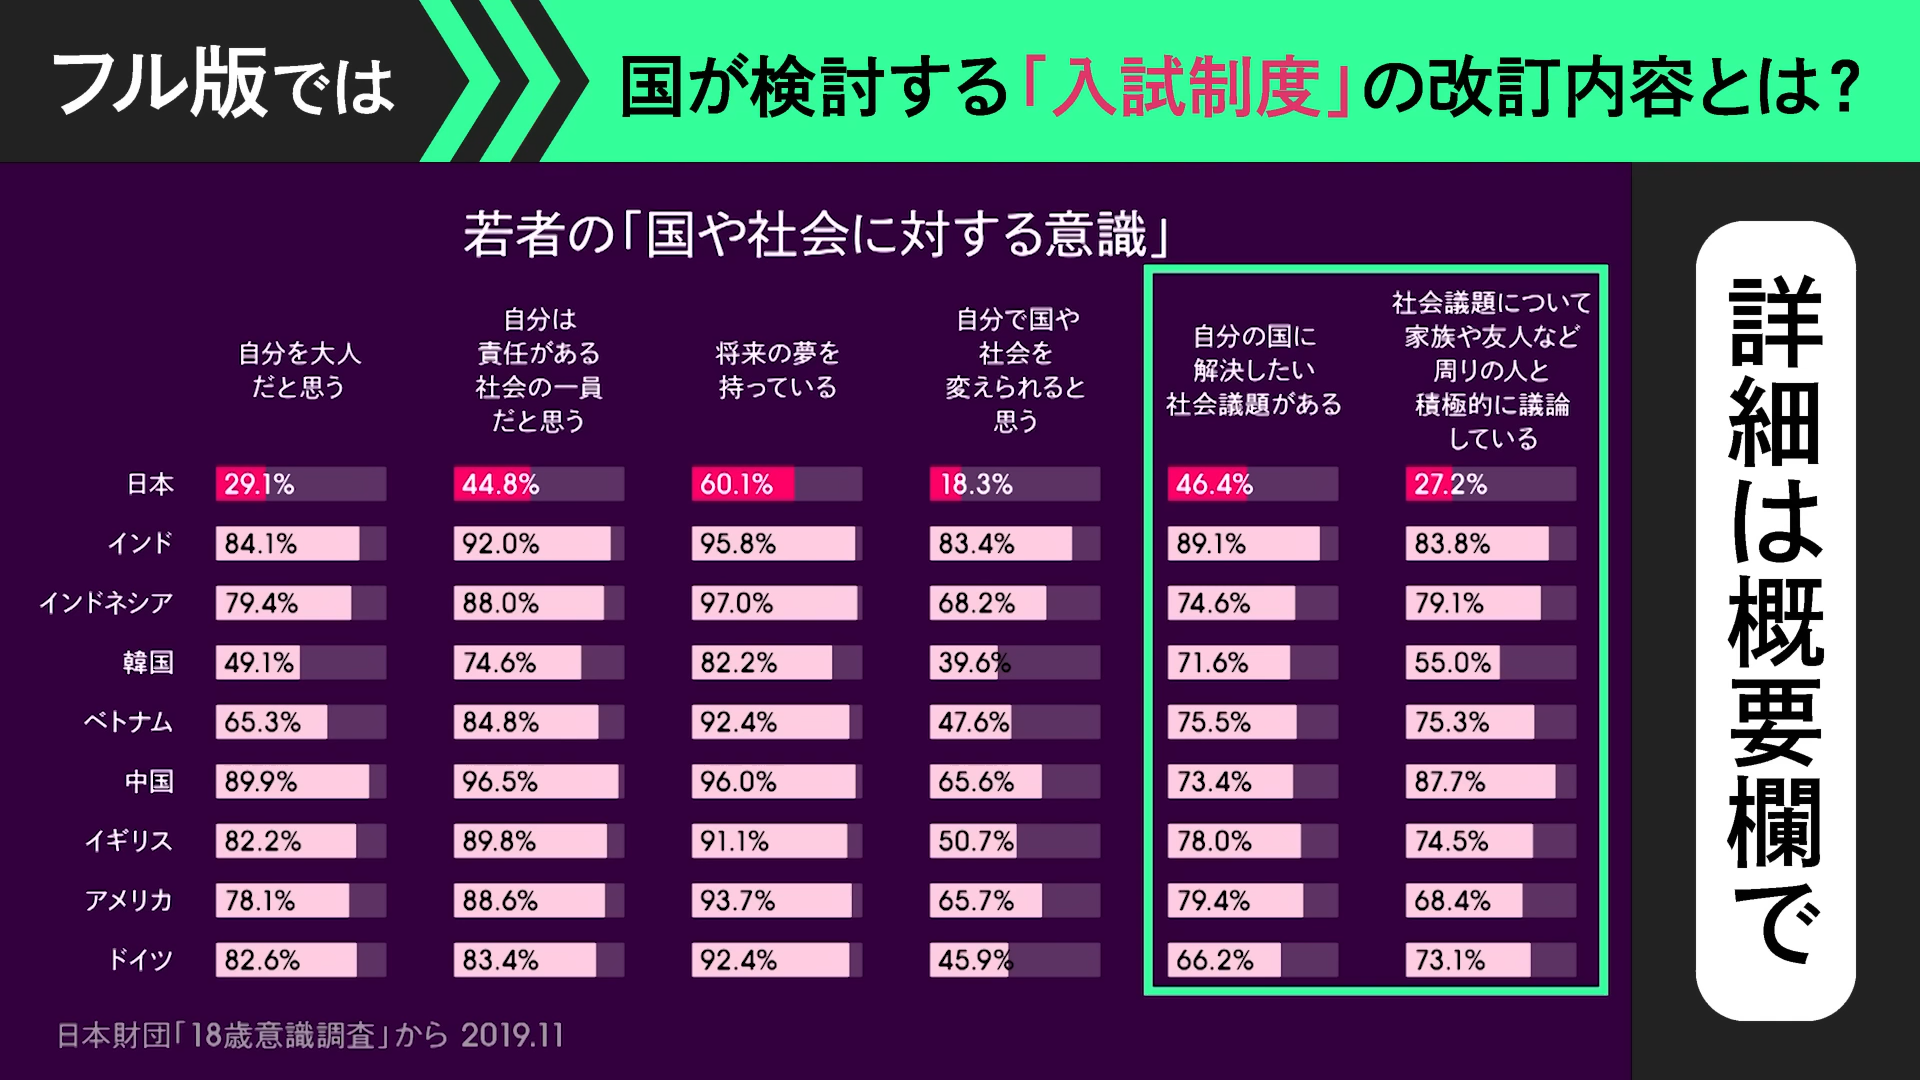 フル版では
国が検討する「入試制度」の改訂内容とは?
若者の「国や社会に対する意識」
自分を大人
だと思う
自分は
責任がある
社会の一員
だと思う
将来の夢を
持っている
自分で国や
社会を
変えられると
思う
自分の国に
解決したい
社会議題がある
社会議題について
家族や友人など
周りの人と
積極的に議論
している
日本 29.1% 44.8% 60.1% 18.3% 46.4% 27.2%
インド 84.1% 92.0% 95.8% 83.4% 89.1% 83.8%
インドネシア 79.4% 88.0% 97.0% 68.2% 74.6% 79.1%
韓国 49.1% 74.6% 82.2% 39.6% 71.6% 55.0%
ベトナム 65.3% 84.8% 92.4% 47.6% 75.5% 75.3%
中国 89.9% 96.5% 96.0% 65.6% 73.4% 87.7%
イギリス 82.2% 89.8% 91.1% 50.7% 78.0% 74.5%
アメリカ 78.1% 88.6% 93.7% 65.7% 79.4% 68.4%
ドイツ 82.6% 83.4% 92.4% 45.9% 66.2% 73.1%
日本財団「18歳意識調査」から 2019.11
詳細は概要欄で